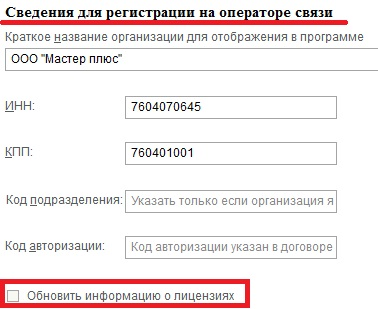 Сведения для регистрации на операторе связи
Краткое название организации для отображения в программе
ООО "Мастер плюс"
ИНН: 7604070645
КПП: 760401001
Код подразделения: Указать только если организация я
Код авторизации: Код авторизации указан в договоре
Обновить информацию о лицензиях